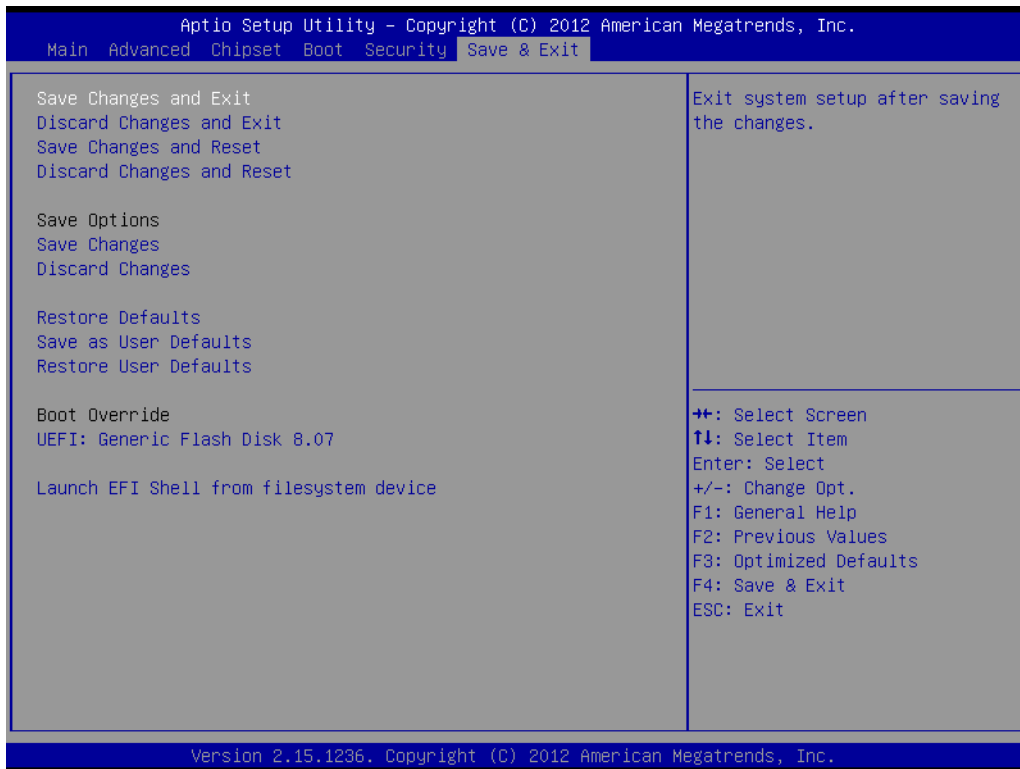 Aptio Setup Utility – Copyright (C) 2012 American Megatrends, Inc.
Main Advanced Chipset Boot Security Save & Exit
Save Changes and Exit
Discard Changes and Exit
Save Changes and Reset
Discard Changes and Reset
Save Options
Save Changes
Discard Changes
Restore Defaults
Save as User Defaults
Restore User Defaults
Boot Override
UEFI: Generic Flash Disk 8.07
Launch EFI Shell from filesystem device
Exit system setup after saving
the changes.
→←: Select Screen
↑↓: Select Item
Enter: Select
+/-: Change Opt.
F1: General Help
F2: Previous Values
F3: Optimized Defaults
F4: Save & Exit
ESC: Exit
Version 2.15.1236. Copyright (C) 2012 American Megatrends, Inc.